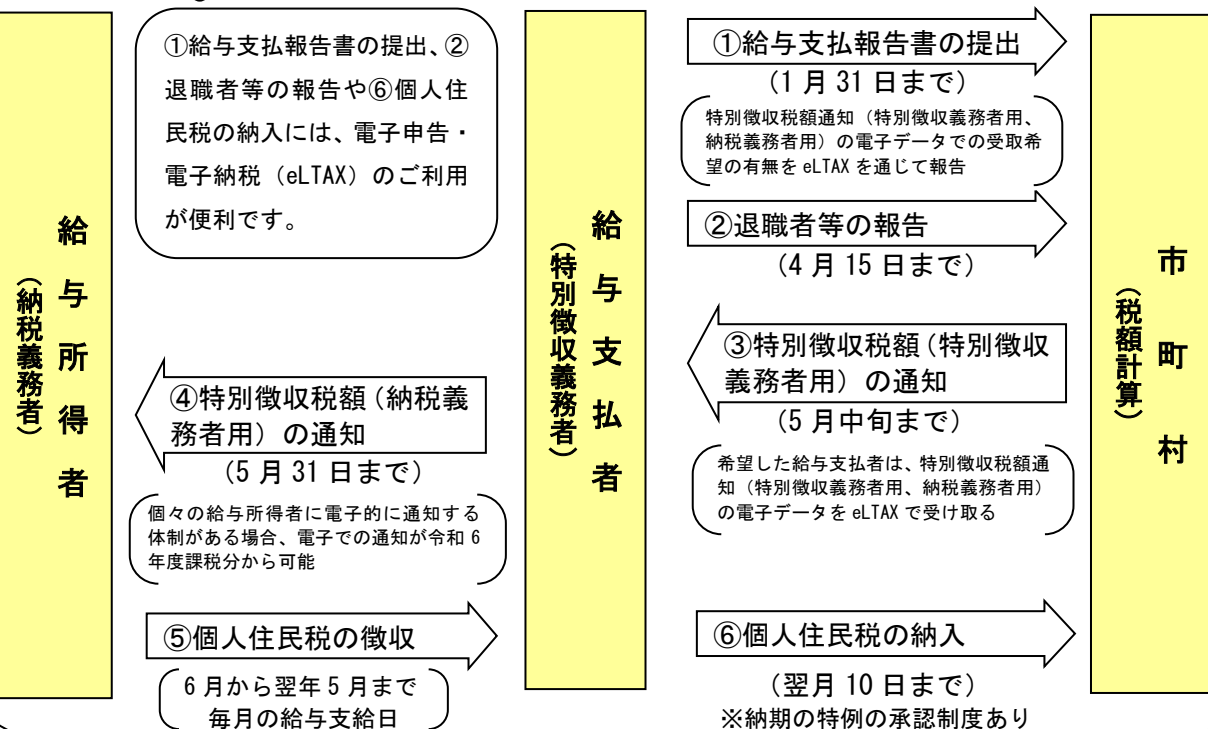 給与所得者
（納税義務者）
①給与支払報告書の提出、②
退職者等の報告や⑥個人住
民税の納入には、電子申告・
電子納税（eLTAX）のご利用
が便利です。
④特別徴収税額（納税義
務者用）の通知
（5月31日まで）
個々の給与所得者に電子的に通知する
体制がある場合、電子での通知が令和6
年度課税分から可能
⑤個人住民税の徴収
6月から翌年5月まで
毎月の給与支給日
給与支払者
（特別徴収義務者）
①給与支払報告書の提出
（1月31日まで）
特別徴収税額通知（特別徴収義務者用、
納税義務者用）の電子データでの受取希
望の有無をeLTAXを通じて報告
②退職者等の報告
（4月15日まで）
③特別徴収税額（特別徴収
義務者用）の通知
（5月中旬まで）
希望した給与支払者は、特別徴収税額通
知（特別徴収義務者用、納税義務者用）
の電子データをeLTAXで受け取る
⑥個人住民税の納入
（翌月10日まで）
※納期の特例の承認制度あり
市町村
（税額計算）